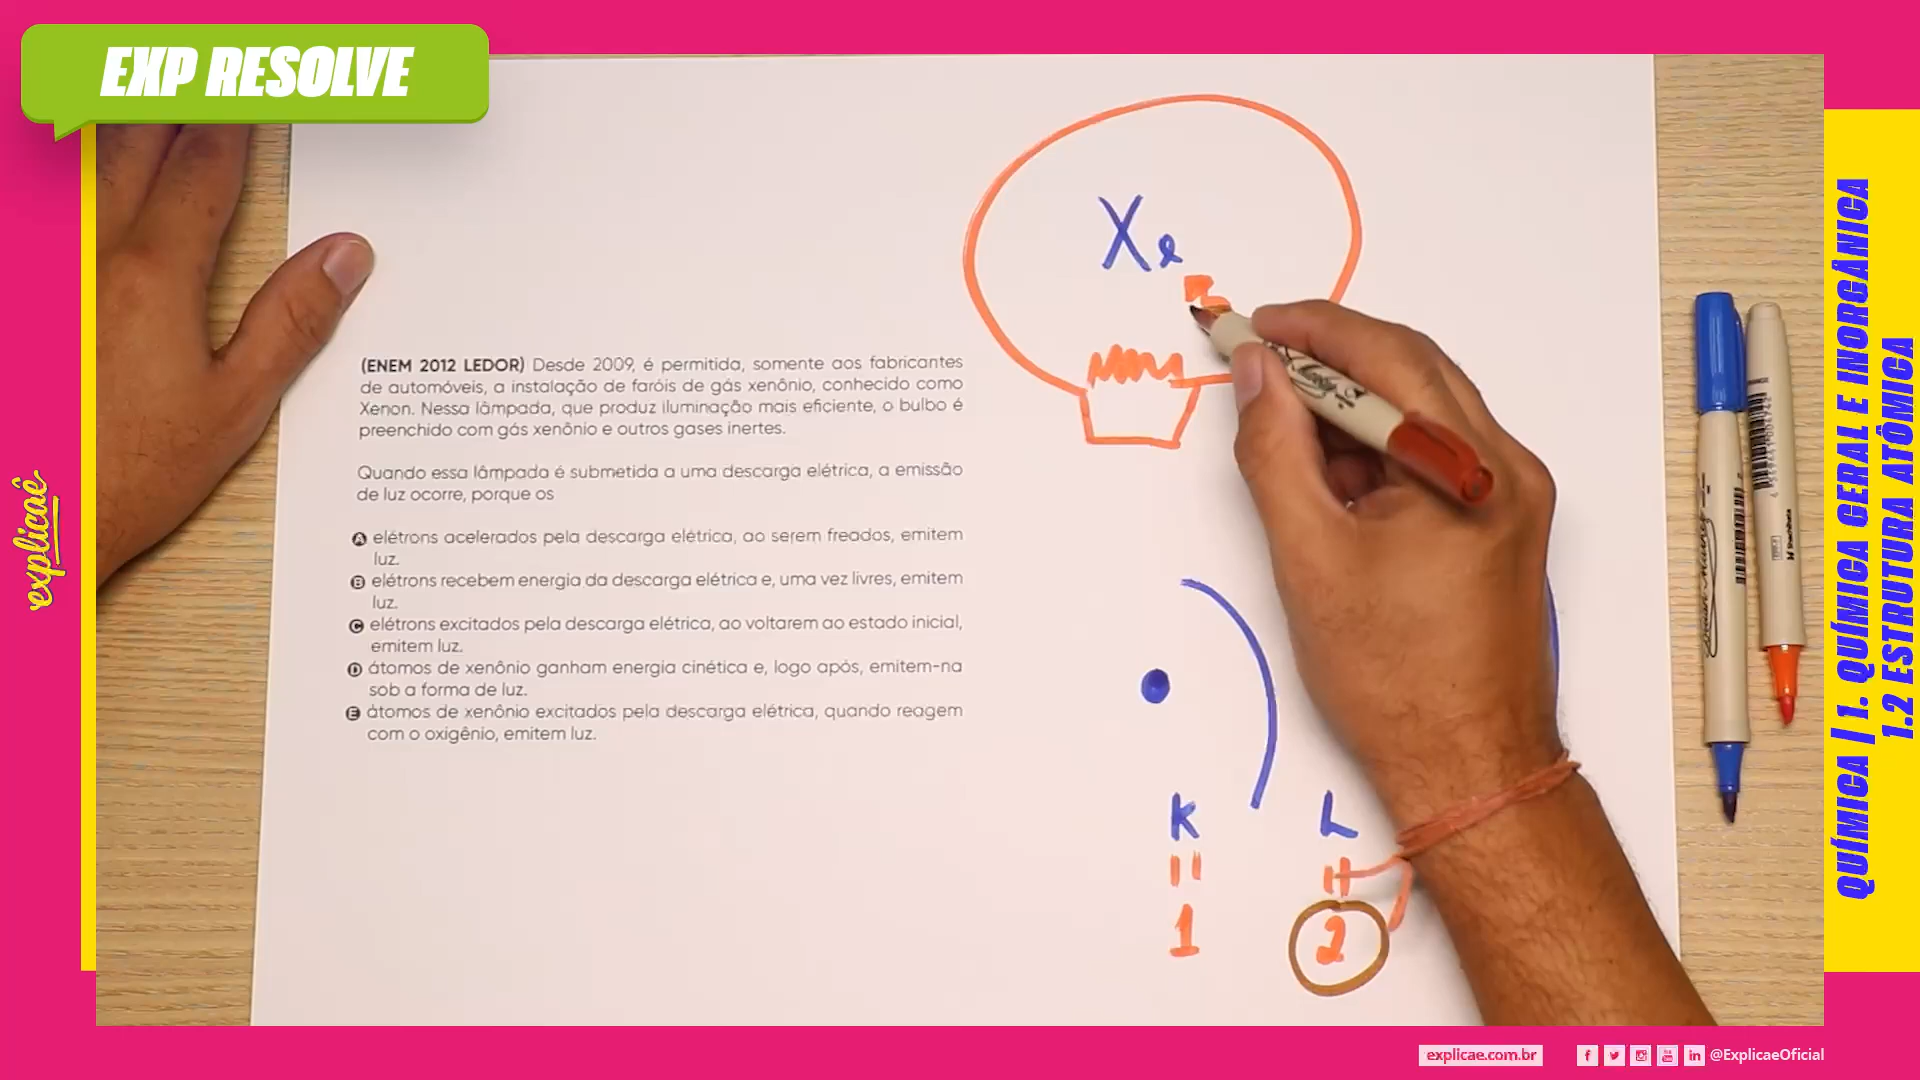 EXP RESOLVE
Xe
(ENEM 2012 LEDOR) Desde 2009, é permitida, somente aos fabricantes
de automóveis, a instalação de faróis de gás xenônio, conhecido como
Xenon. Nessa lâmpada, que produz iluminação mais eficiente, o bulbo é
preenchido com gás xenônio e outros gases inertes.
Quando essa lâmpada é submetida a uma descarga elétrica, a emissão
de luz ocorre, porque os
A elétrons acelerados pela descarga elétrica, ao serem freados, emitem
luz.
B elétrons recebem energia da descarga elétrica e, uma vez livres, emitem
luz.
C elétrons excitados pela descarga elétrica, ao voltarem ao estado inicial,
emitem luz.
D átomos de xenônio ganham energia cinética e, logo após, emitem-na
sob a forma de luz.
E átomos de xenônio excitados pela descarga elétrica, quando reagem
com o oxigênio, emitem luz.
K L
1 2
explicaê
QUÍMICA | 1. QUÍMICA GERAL E INORGÂNICA
1.2 ESTRUTURA ATÔMICA
explicae.com.br
@ExplicaeOficial